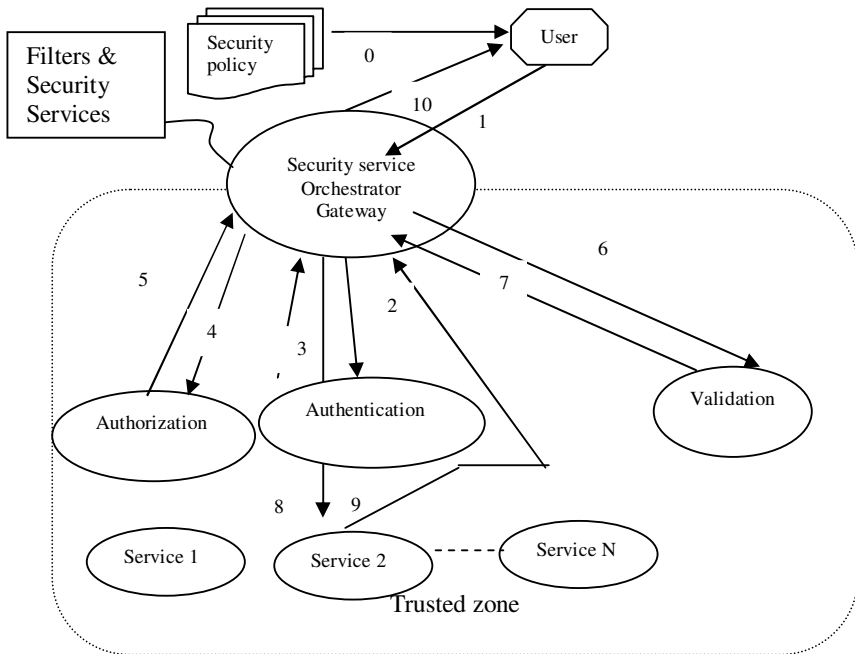 Filters &
Security
Services
Security
policy
0
User
10
1
Security service
Orchestrator
Gateway
5
4
3
2
6
7
Authorization
Authentication
Validation
8
9
Service 1
Service 2
Service N
Trusted zone